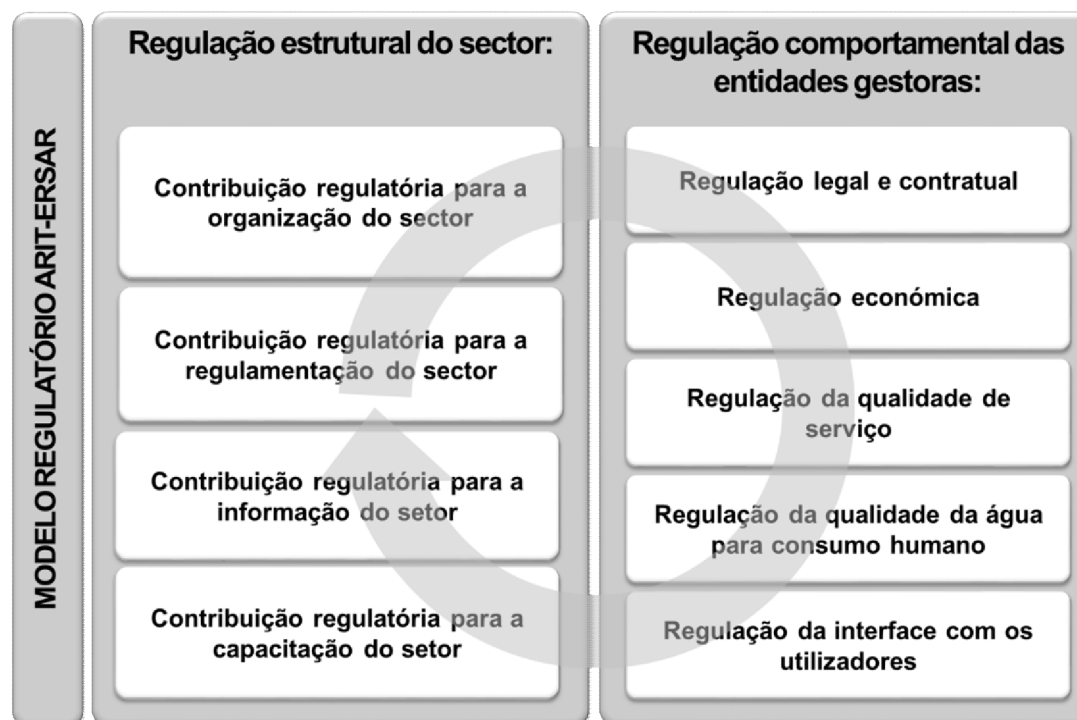 MODELO REGULATÓRIO ARIT-ERSAR
Regulação estrutural do sector:
Contribuição regulatória para a
organização do sector
Contribuição regulatória para a
regulamentação do sector
Contribuição regulatória para a
informação do setor
Contribuição regulatória para a
capacitação do setor
Regulação comportamental das
entidades gestoras:
Regulação legal e contratual
Regulação económica
Regulação da qualidade de
serviço
Regulação da qualidade da água
para consumo humano
Regulação da interface com os
utilizadores